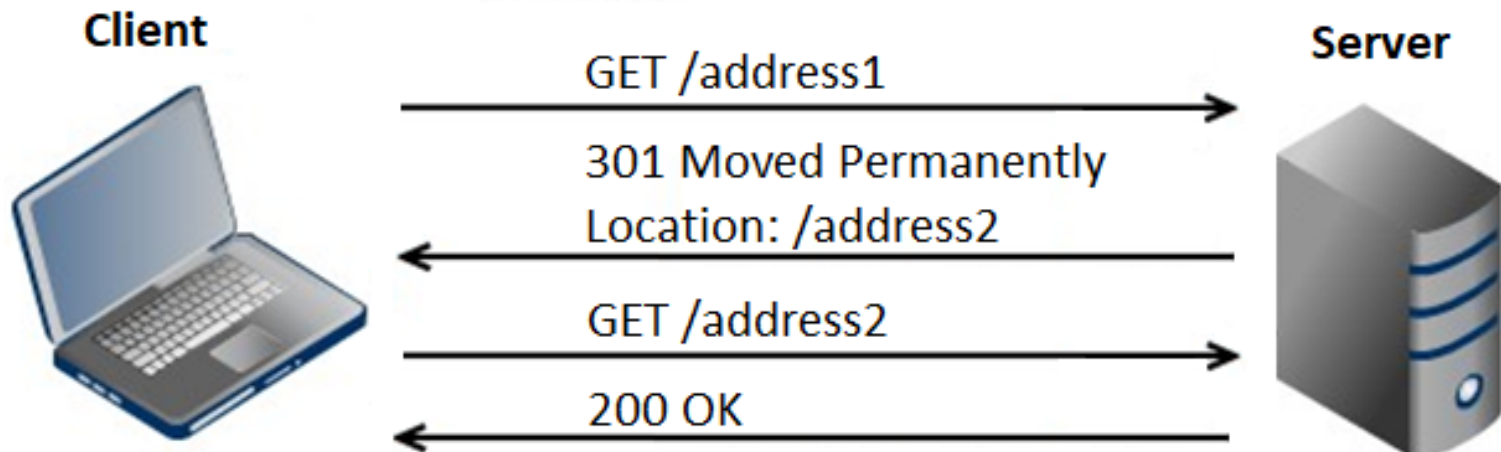 Client
Server
GET /address1
301 Moved Permanently
Location: /address2
GET /address2
200 OK